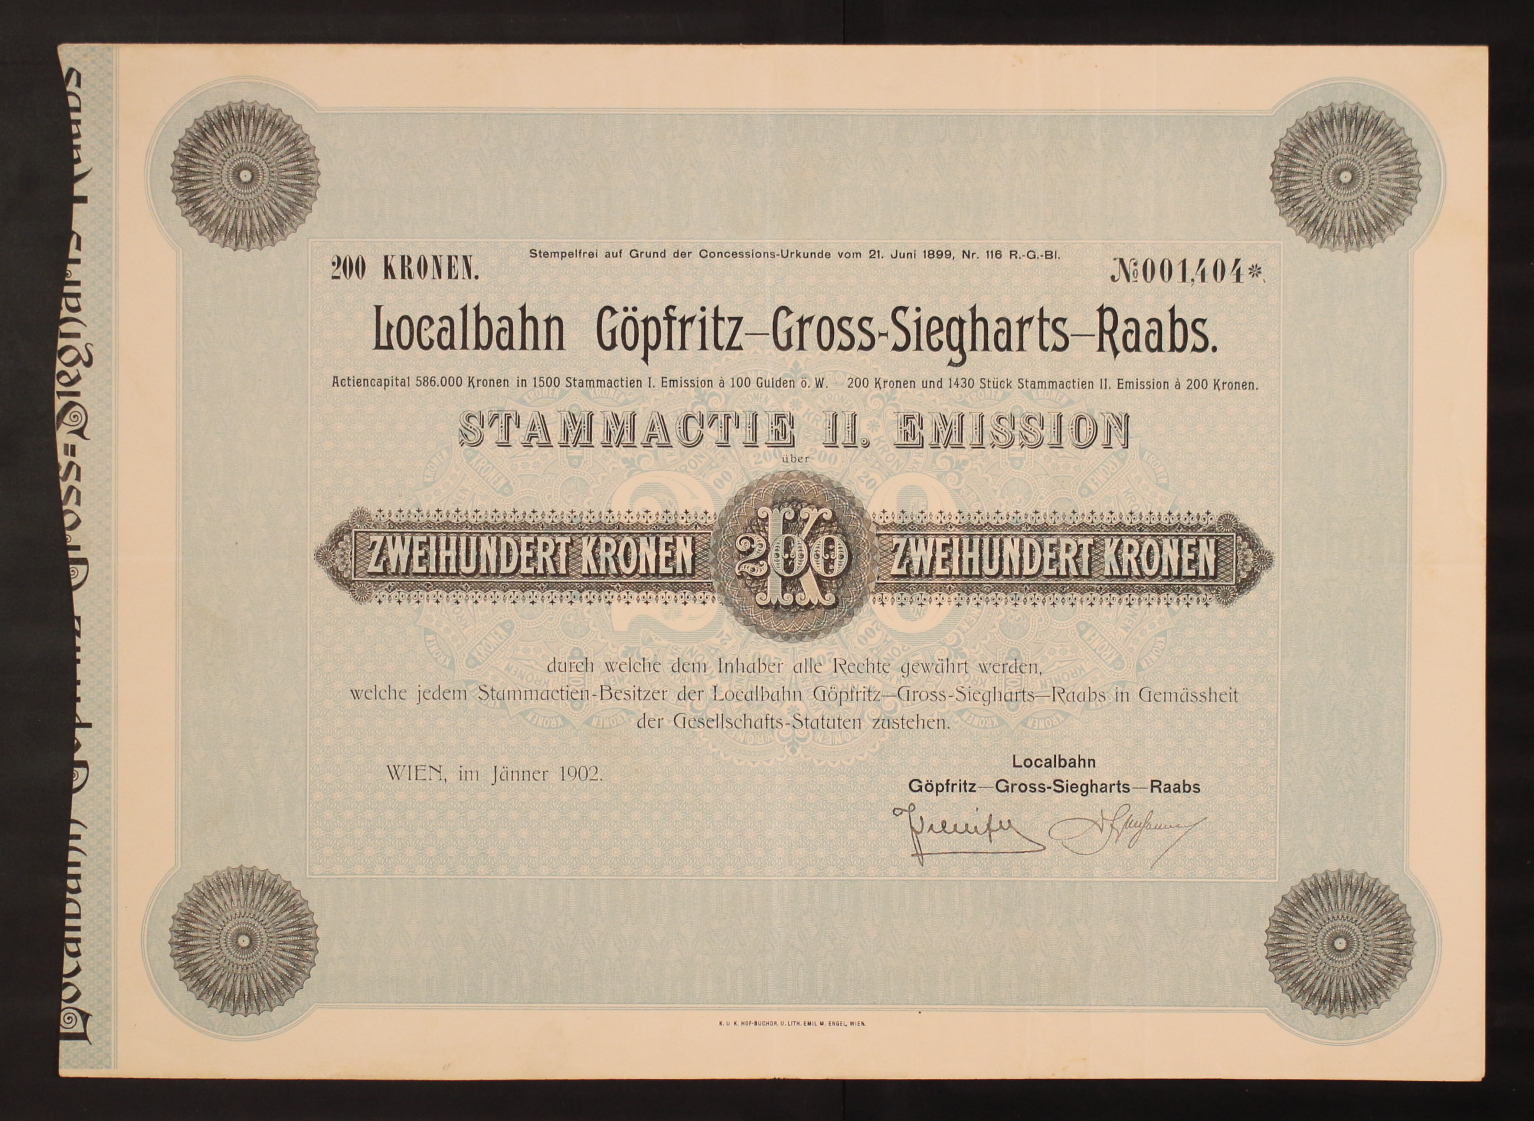 Localbahn Göpfritz-Gross-Siegharts-Raabs
200 KRONEN.
Stempelfrei auf Grund der Concessions-Urkunde vom 21. Juni 1899, Nr. 116 R.-G.-Bl.
№ 001,404*
Localbahn Göpfritz—Gross-Siegharts—Raabs.
Actiencapital 586.000 Kronen in 1500 Stammactien I. Emission à 100 Gulden ö. W. 200 Kronen und 1430 Stück Stammactien II. Emission à 200 Kronen.
STAMMACTIE II. EMISSION
über
ZWEIHUNDERT KRONEN 200 K ZWEIHUNDERT KRONEN
durch welche dem Inhaber alle Rechte gewährt werden,
welche jedem Stammactien-Besitzer der Localbahn Göpfritz—Gross-Siegharts—Raabs in Gemässheit
der Gesellschafts-Statuten zustehen.
WIEN, im Jänner 1902.
Localbahn
Göpfritz—Gross-Siegharts—Raabs
K. U. K. HOF-BUCHDR. U. LITH. EMIL M. ENGEL, WIEN.